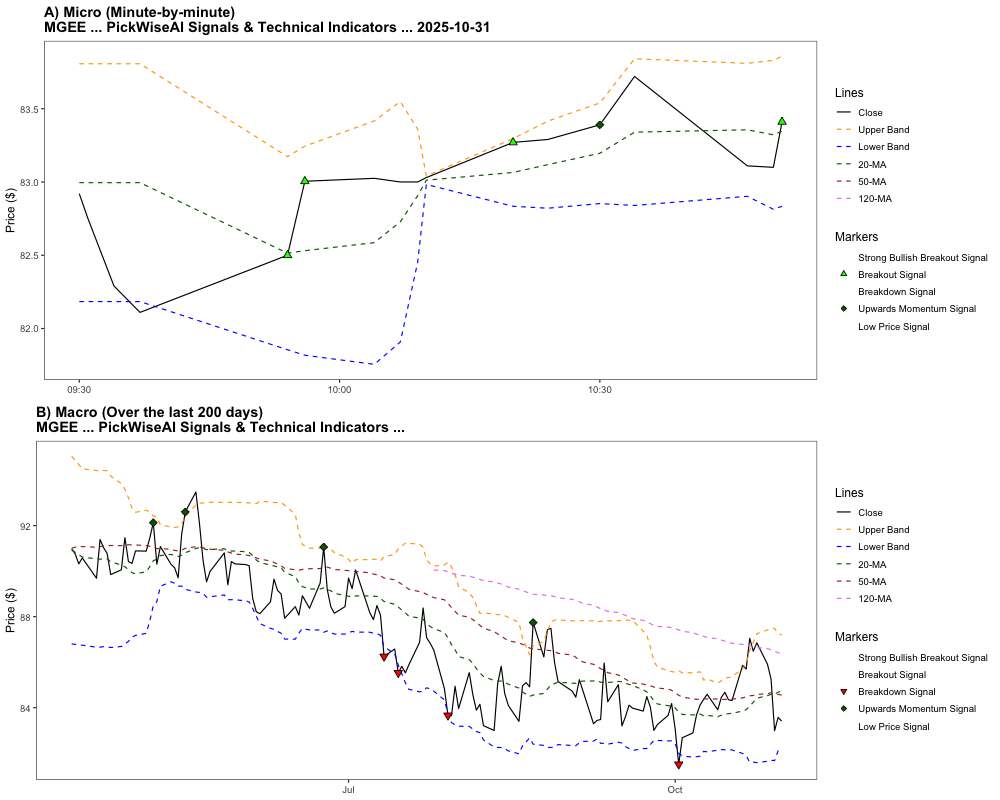 A) Micro (Minute-by-minute)
MGEE ... PickWiseAI Signals & Technical Indicators ... 2025-10-31
Price ($)
83.5
83.0
82.5
82.0
09:30
10:00
10:30
Lines
Close
Upper Band
Lower Band
20-MA
50-MA
120-MA
Markers
Strong Bullish Breakout Signal
Breakout Signal
Breakdown Signal
Upwards Momentum Signal
Low Price Signal
B) Macro (Over the last 200 days)
MGEE ... PickWiseAI Signals & Technical Indicators ...
Price ($)
92
88
84
Jul
Oct
Lines
Close
Upper Band
Lower Band
20-MA
50-MA
120-MA
Markers
Strong Bullish Breakout Signal
Breakout Signal
Breakdown Signal
Upwards Momentum Signal
Low Price Signal